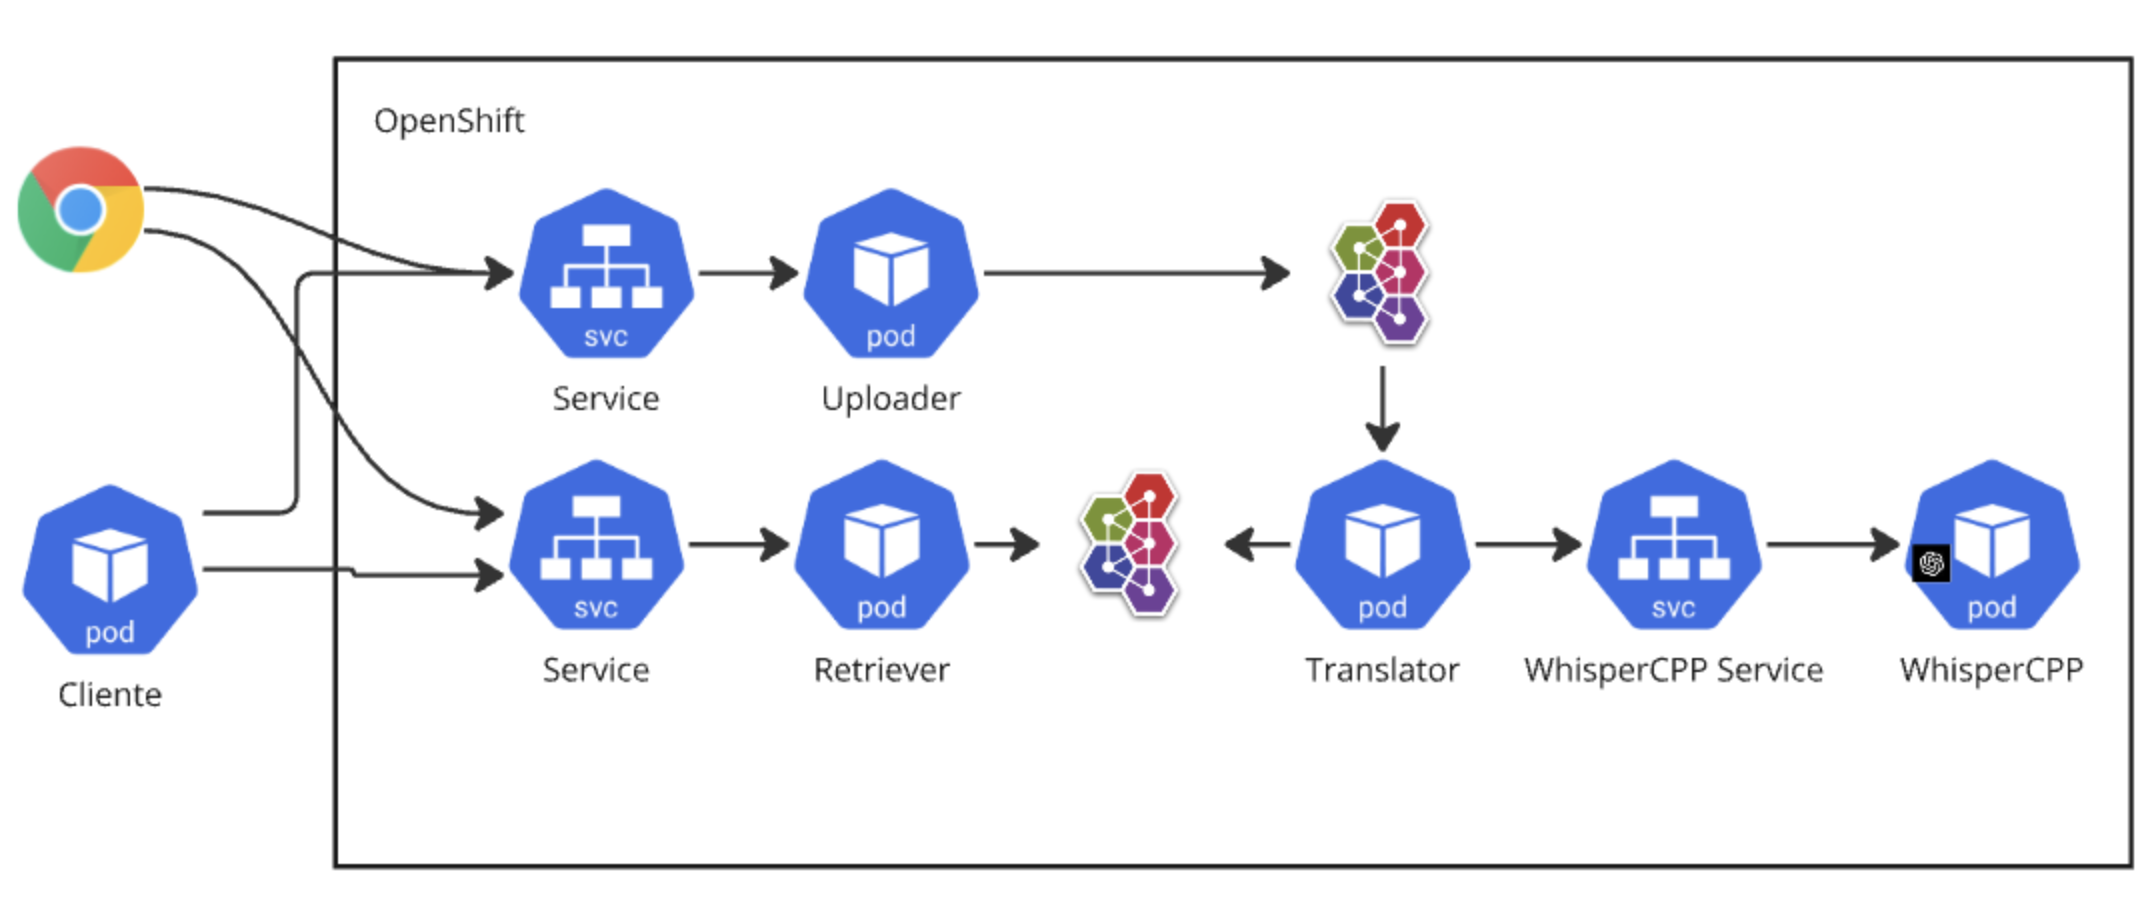 OpenShift
svc
Service
pod
Uploader
pod
Cliente
svc
Service
pod
Retriever
pod
Translator
svc
WhisperCPP Service
pod
WhisperCPP